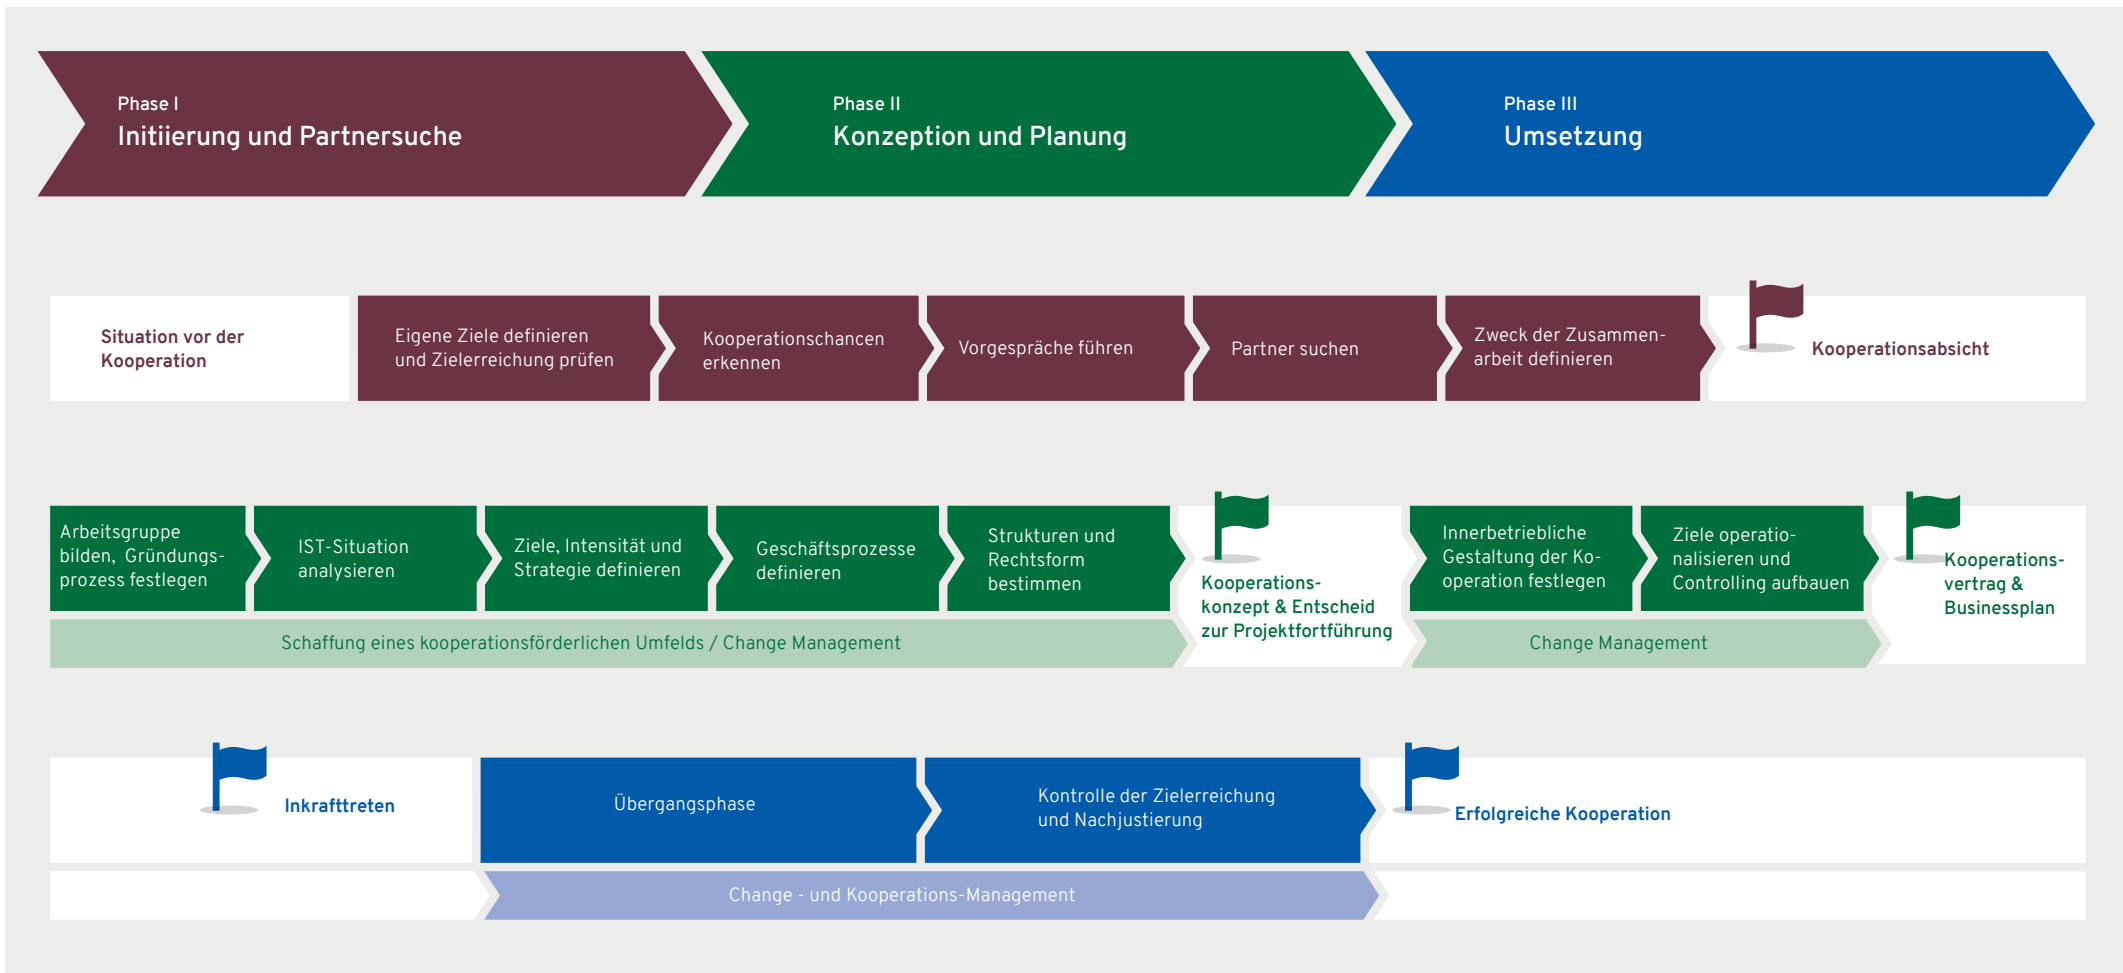 Phase I
Initiierung und Partnersuche
Phase II
Konzeption und Planung
Phase III
Umsetzung
Situation vor der
Kooperation
Eigene Ziele definieren
und Zielerreichung prüfen
Kooperationschancen
erkennen
Vorgespräche führen
Partner suchen
Zweck der Zusammen-
arbeit definieren
Kooperationsabsicht
Arbeitsgruppe
bilden, Gründungs-
prozess festlegen
IST-Situation
analysieren
Ziele, Intensität und
Strategie definieren
Geschäftsprozesse
definieren
Strukturen und
Rechtsform
bestimmen
Kooperations-
konzept & Entscheid
zur Projektfortführung
Innerbetriebliche
Gestaltung der Ko-
operation festlegen
Ziele operatio-
nalisieren und
Controlling aufbauen
Kooperations-
vertrag &
Businessplan
Schaffung eines kooperationsförderlichen Umfelds / Change Management
Change Management
Inkrafttreten
Übergangsphase
Kontrolle der Zielerreichung
und Nachjustierung
Erfolgreiche Kooperation
Change - und Kooperations-Management